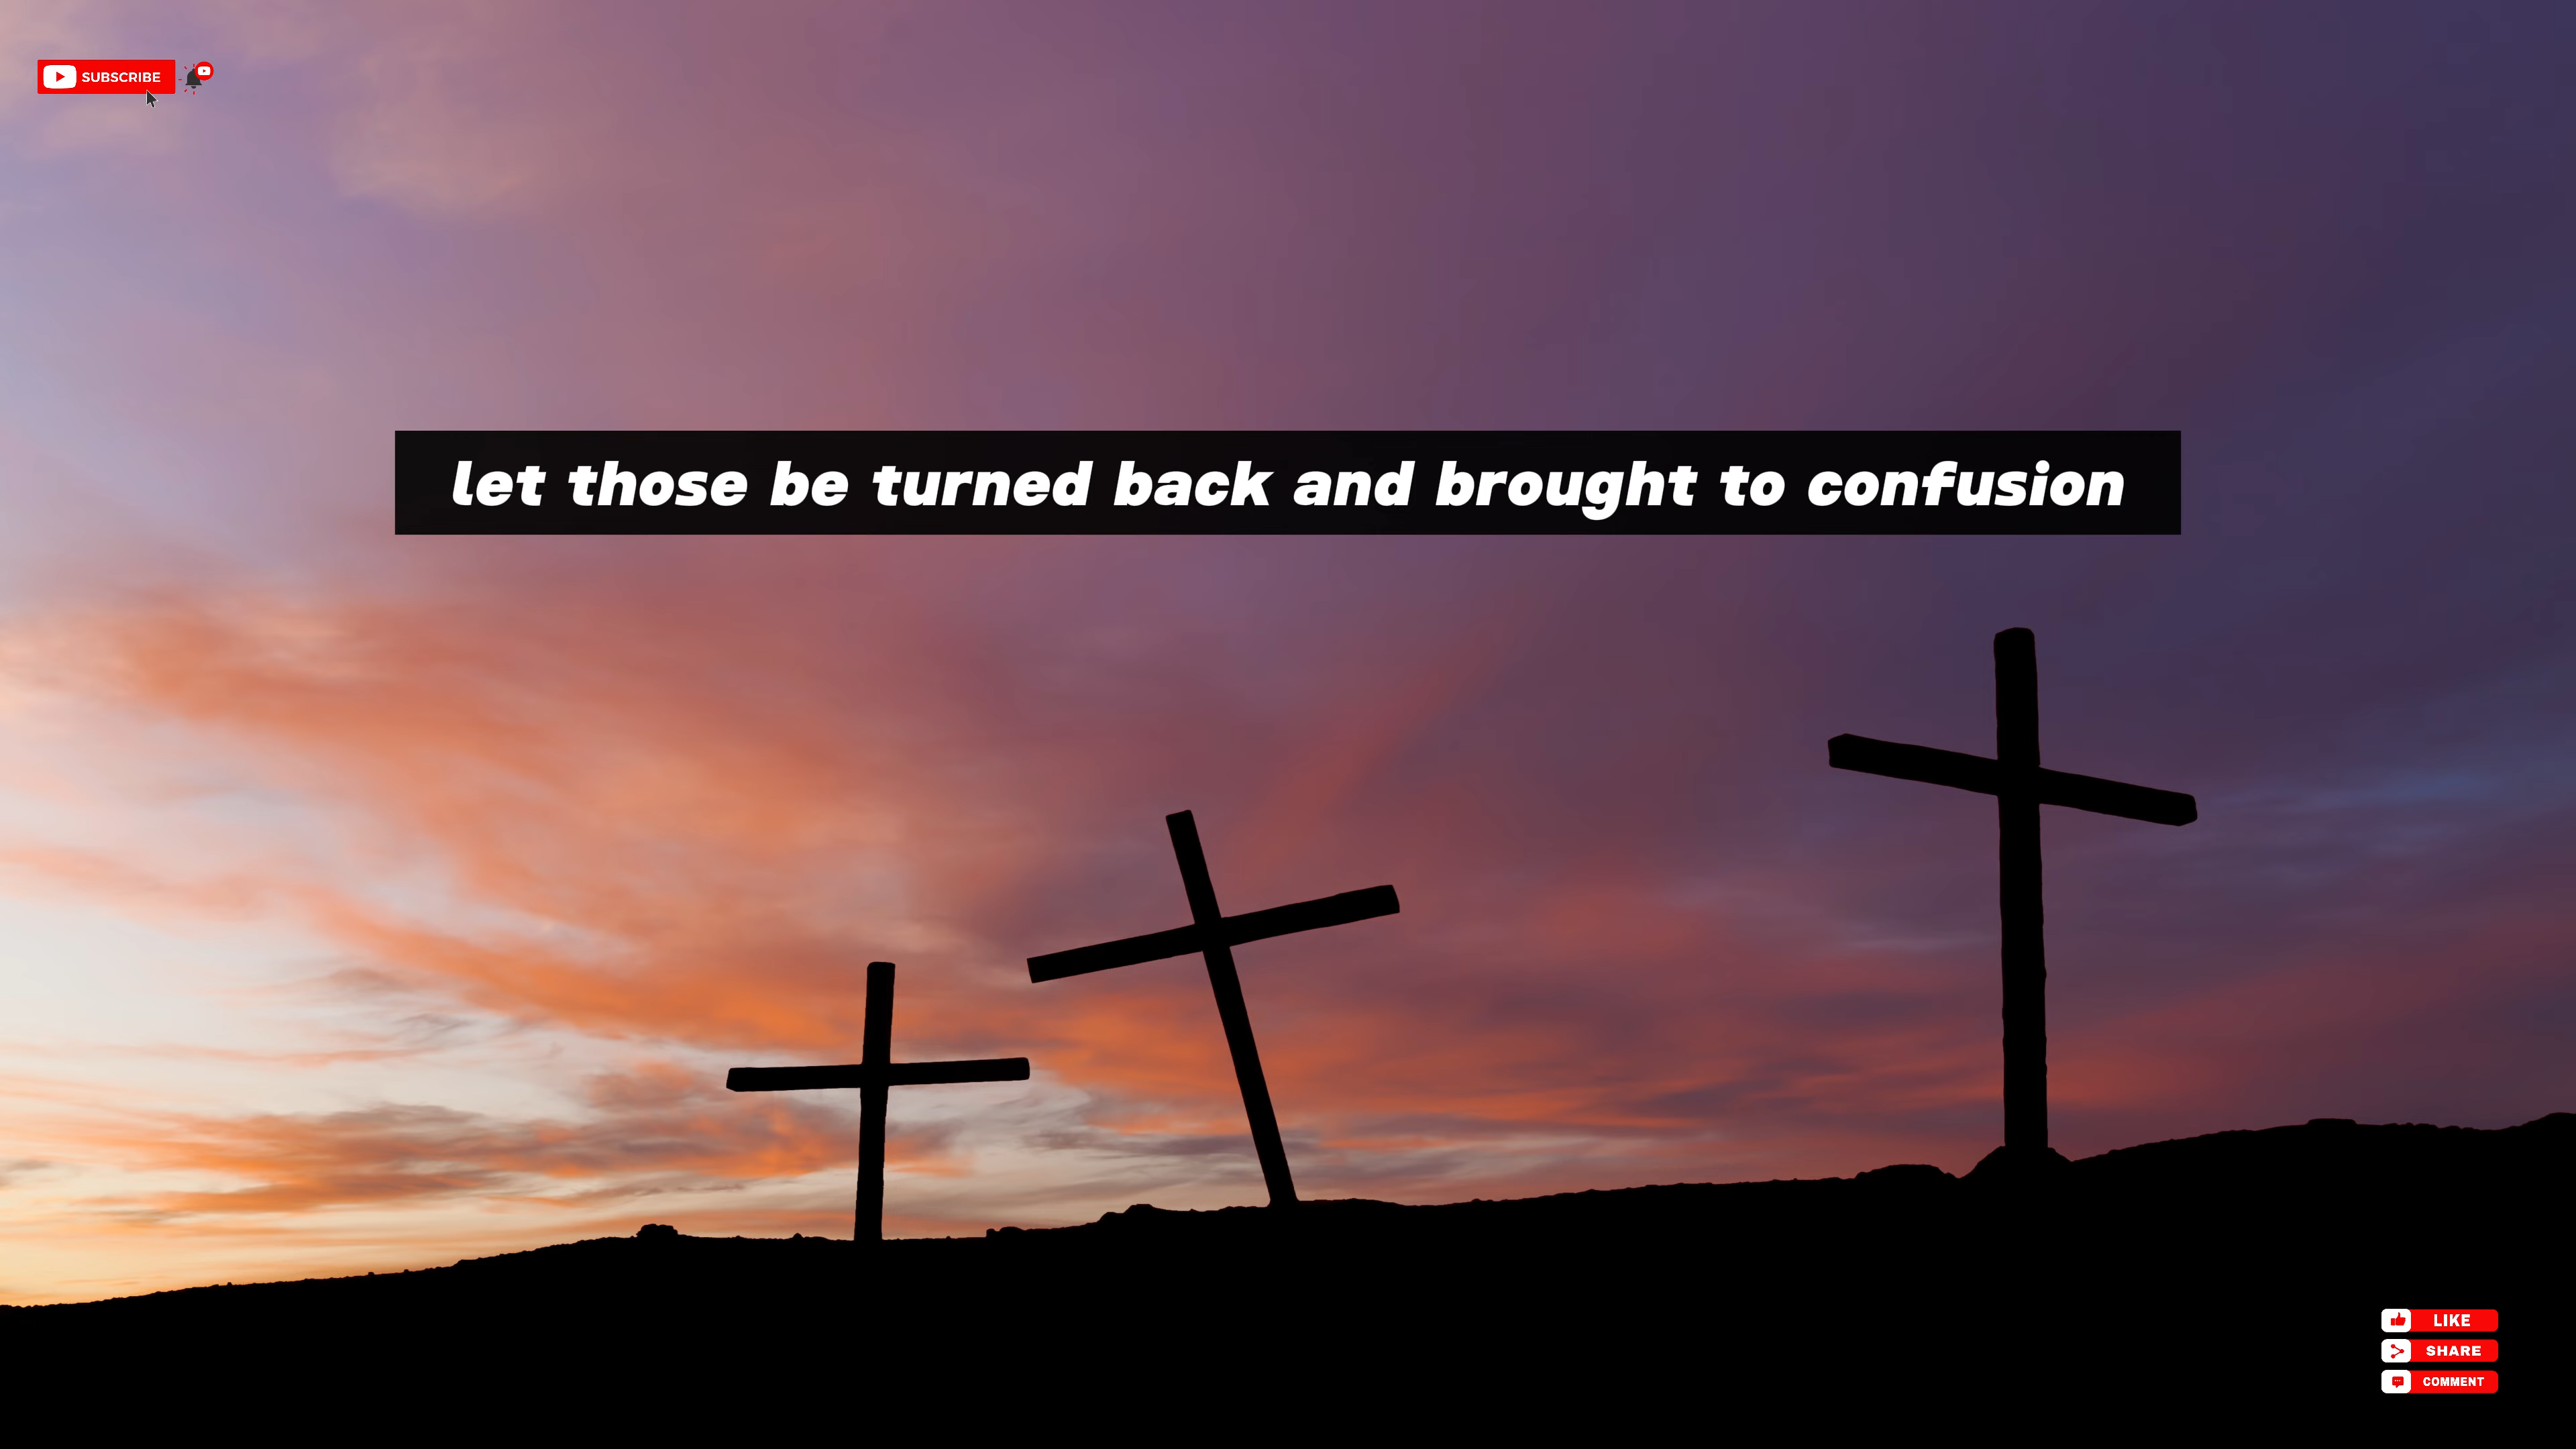 SUBSCRIBE
let those be turned back and brought to confusion
LIKE
SHARE
COMMENT